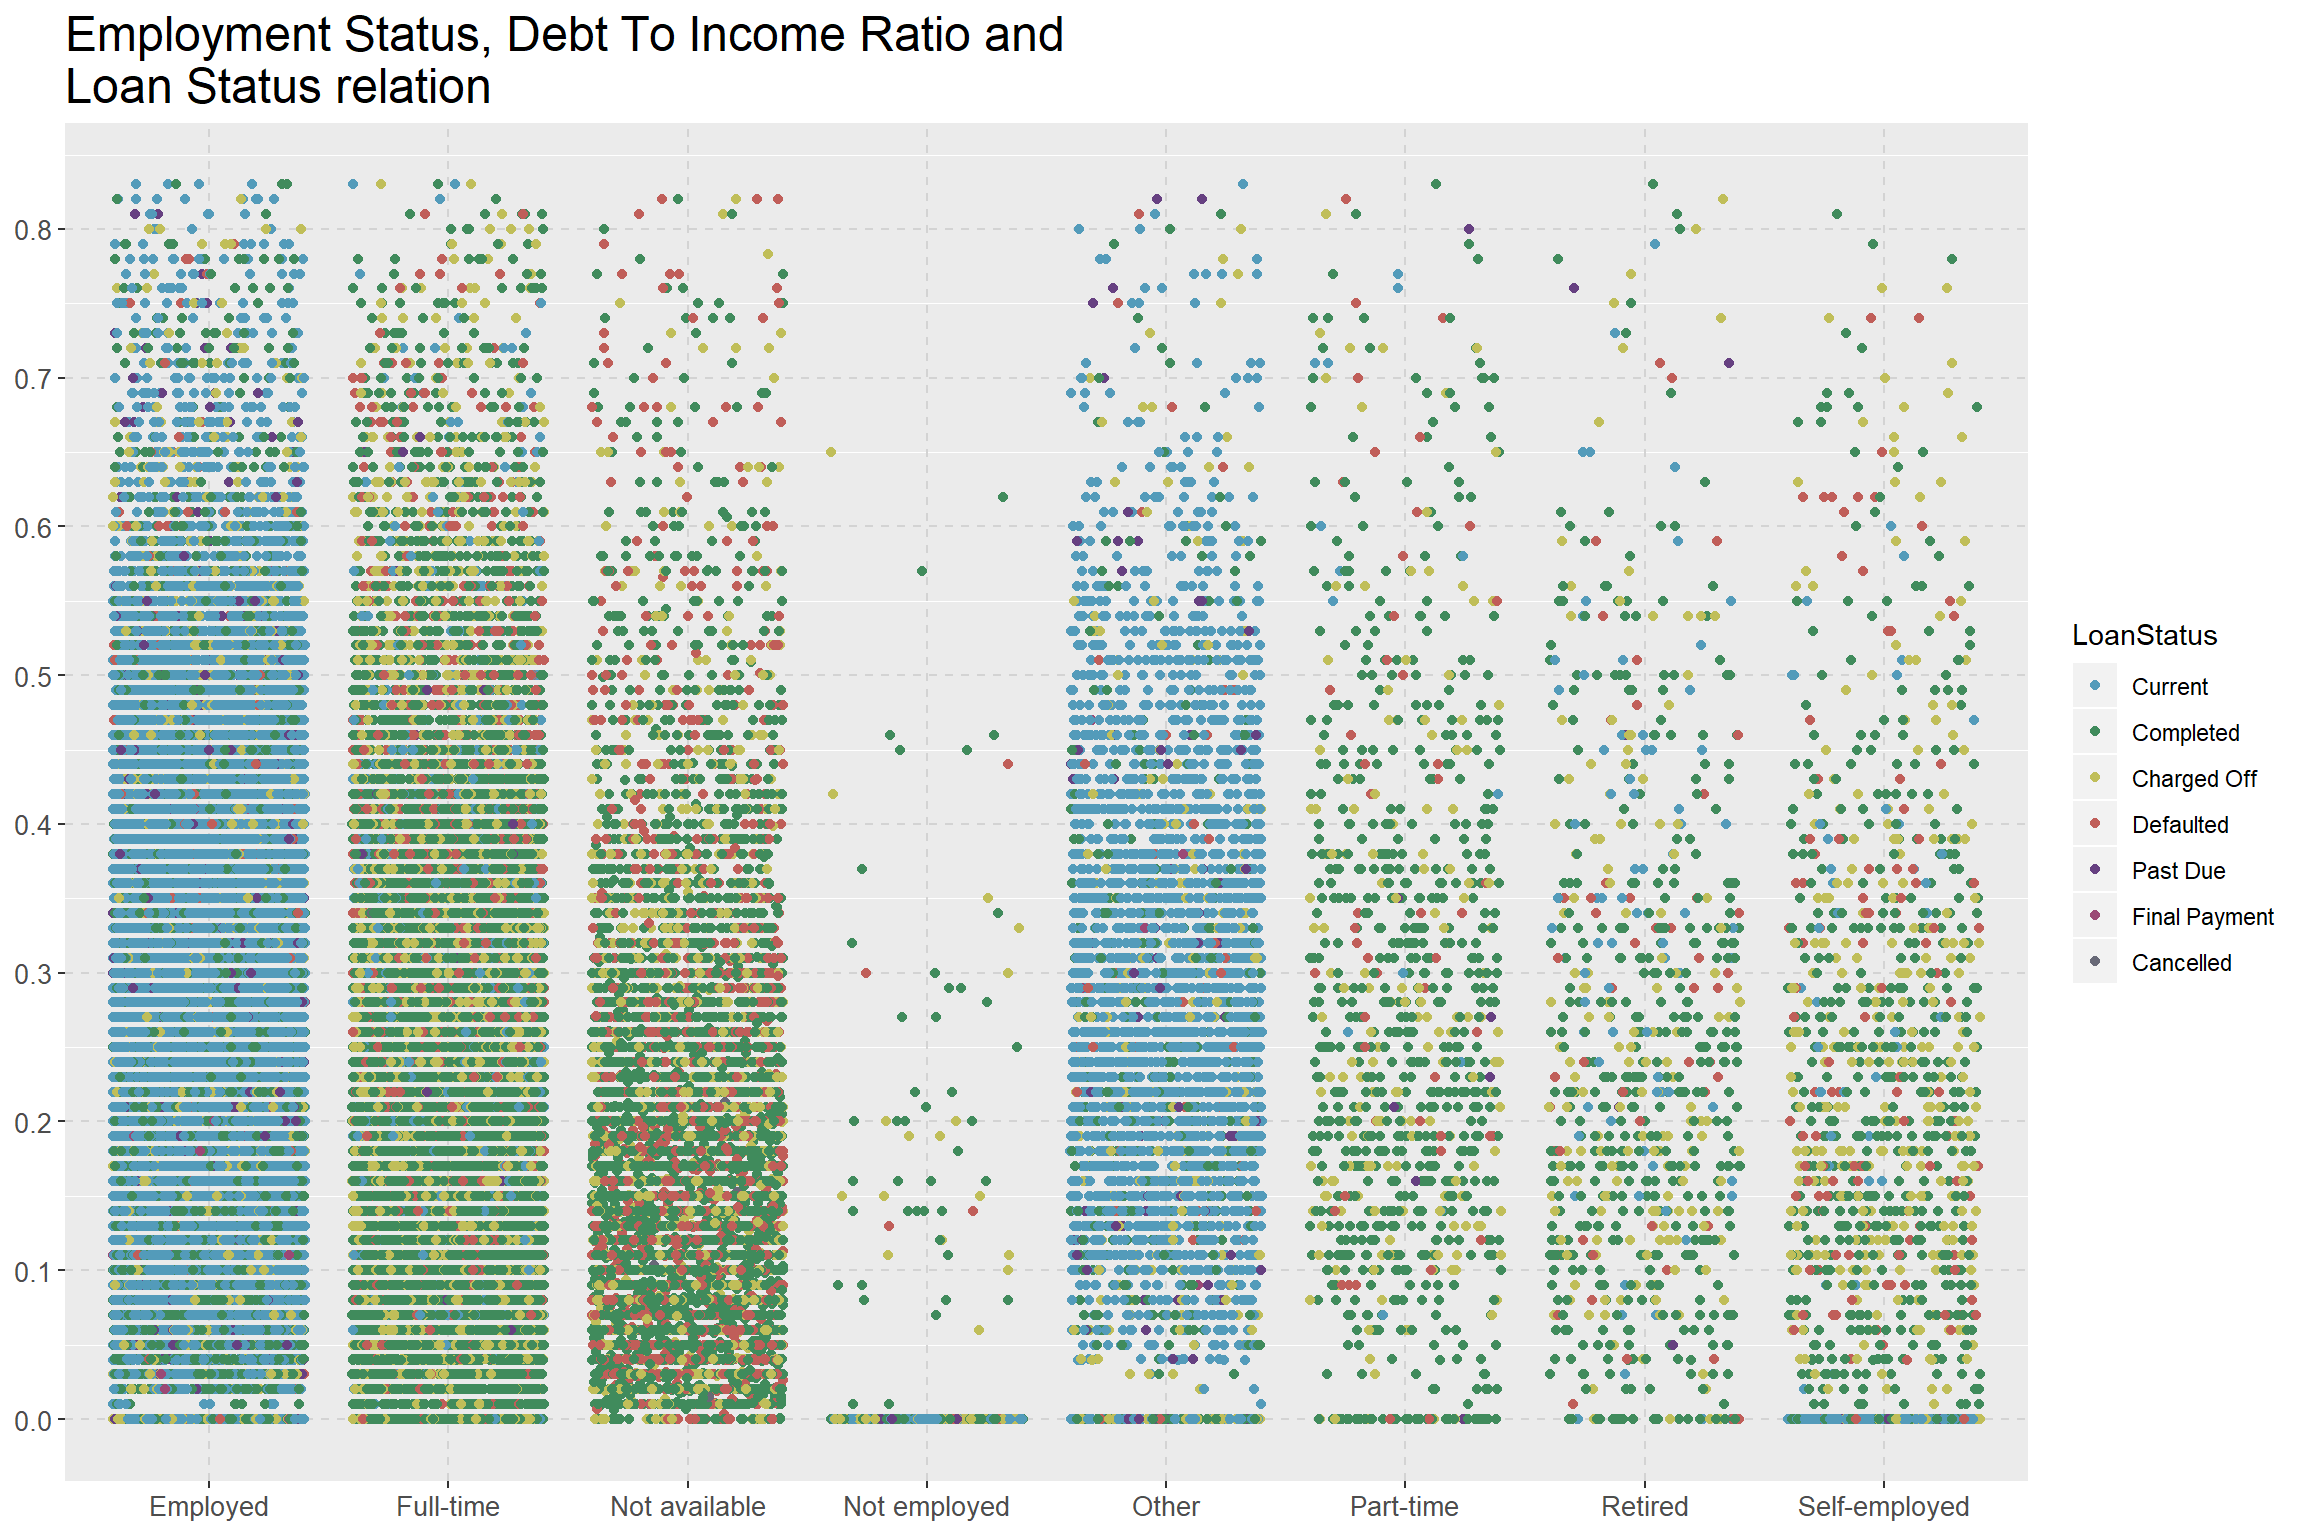 Employment Status, Debt To Income Ratio and
Loan Status relation
0.8
0.7
0.6
0.5
0.4
0.3
0.2
0.1
0.0
Employed
Full-time
Not available
Not employed
Other
Part-time
Retired
Self-employed
LoanStatus
Current
Completed
Charged Off
Defaulted
Past Due
Final Payment
Cancelled